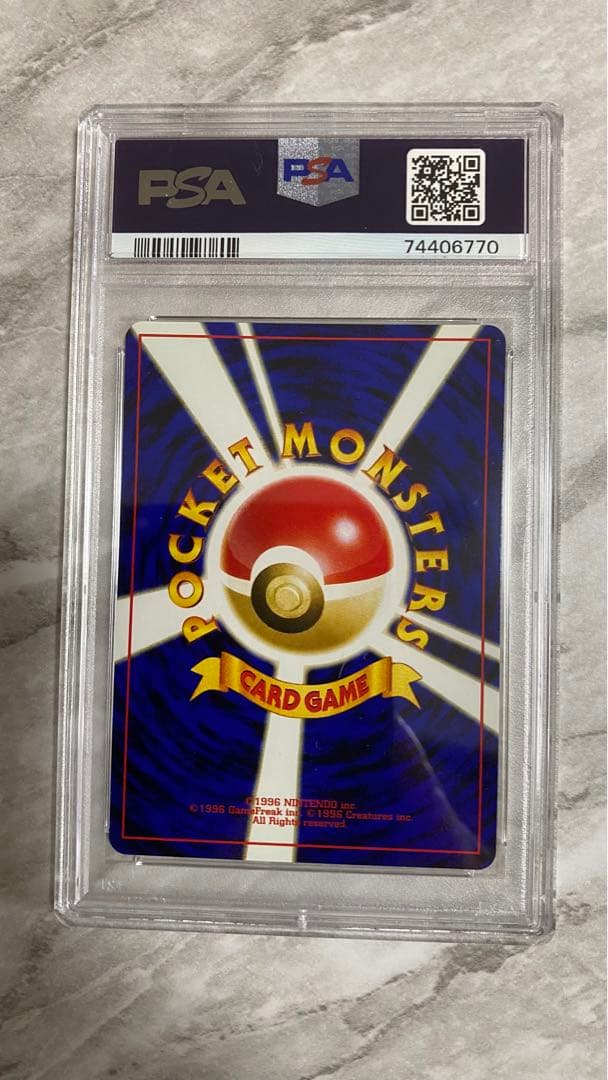 PSA
PSA
74406770
POCKET MONSTERS
CARD GAME
©1996 NINTENDO inc.
©1996 GameFreak inc. ©1996 Creatures inc.
All Rights reserved.